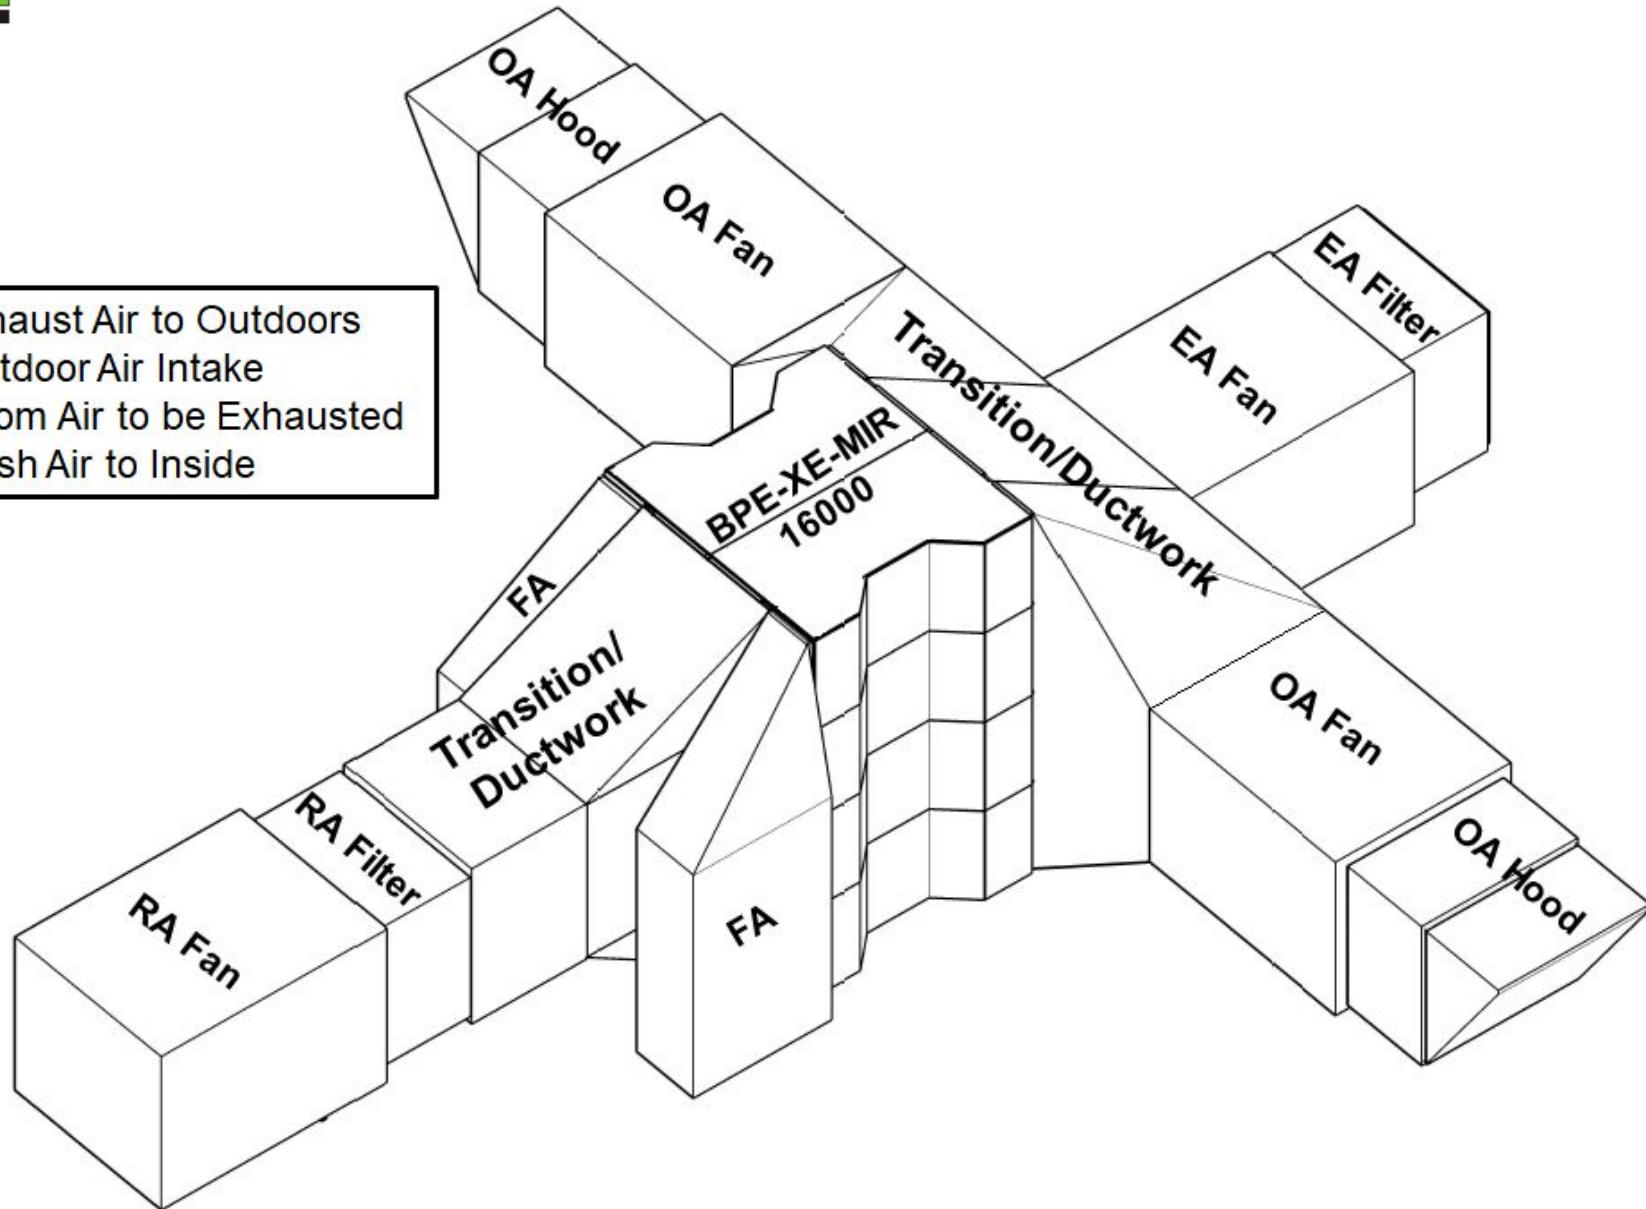 OA Hood
OA Fan
EA Filter
EA Fan
haust Air to Outdoors
tdoor Air Intake
om Air to be Exhausted
sh Air to Inside
Transition/Ductwork
BPE-XE-MIR
16000
FA
Transition/
Ductwork
OA Fan
RA Filter
OA Hood
RA Fan
FA